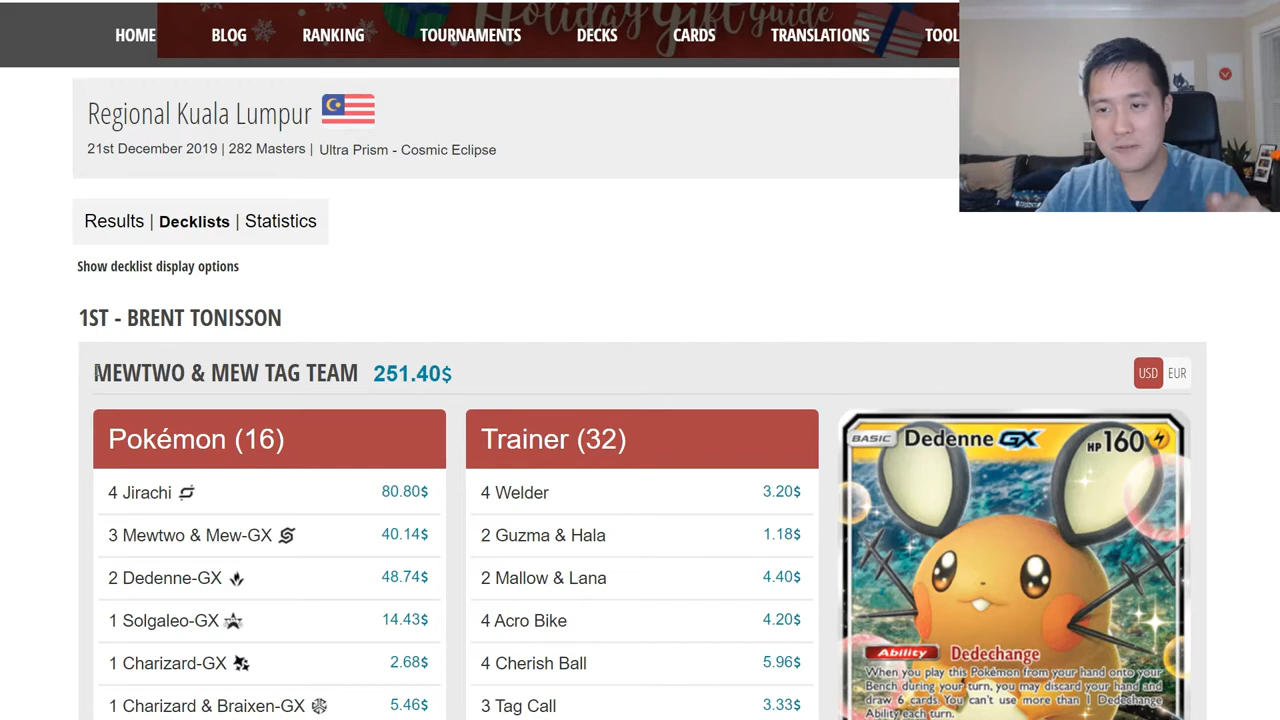 Holiday Gift Guide
HOME BLOG RANKING TOURNAMENTS DECKS CARDS TRANSLATIONS TOOL
Regional Kuala Lumpur
21st December 2019 | 282 Masters | Ultra Prism - Cosmic Eclipse
Results | Decklists | Statistics
Show decklist display options
1ST - BRENT TONISSON
MEWTWO & MEW TAG TEAM 251.40$
USD EUR
Pokémon (16)
4 Jirachi 80.80$
3 Mewtwo & Mew-GX 40.14$
2 Dedenne-GX 48.74$
1 Solgaleo-GX 14.43$
1 Charizard-GX 2.68$
1 Charizard & Braixen-GX 5.46$
Trainer (32)
4 Welder 3.20$
2 Guzma & Hala 1.18$
2 Mallow & Lana 4.40$
4 Acro Bike 4.20$
4 Cherish Ball 5.96$
3 Tag Call 3.33$
BASIC Dedenne GX HP 160
Ability Dedechange
When you play this Pokémon from your hand onto your
Bench during your turn, you may discard your hand and
draw 6 cards. You can't use more than 1 Dedechange
Ability each turn.